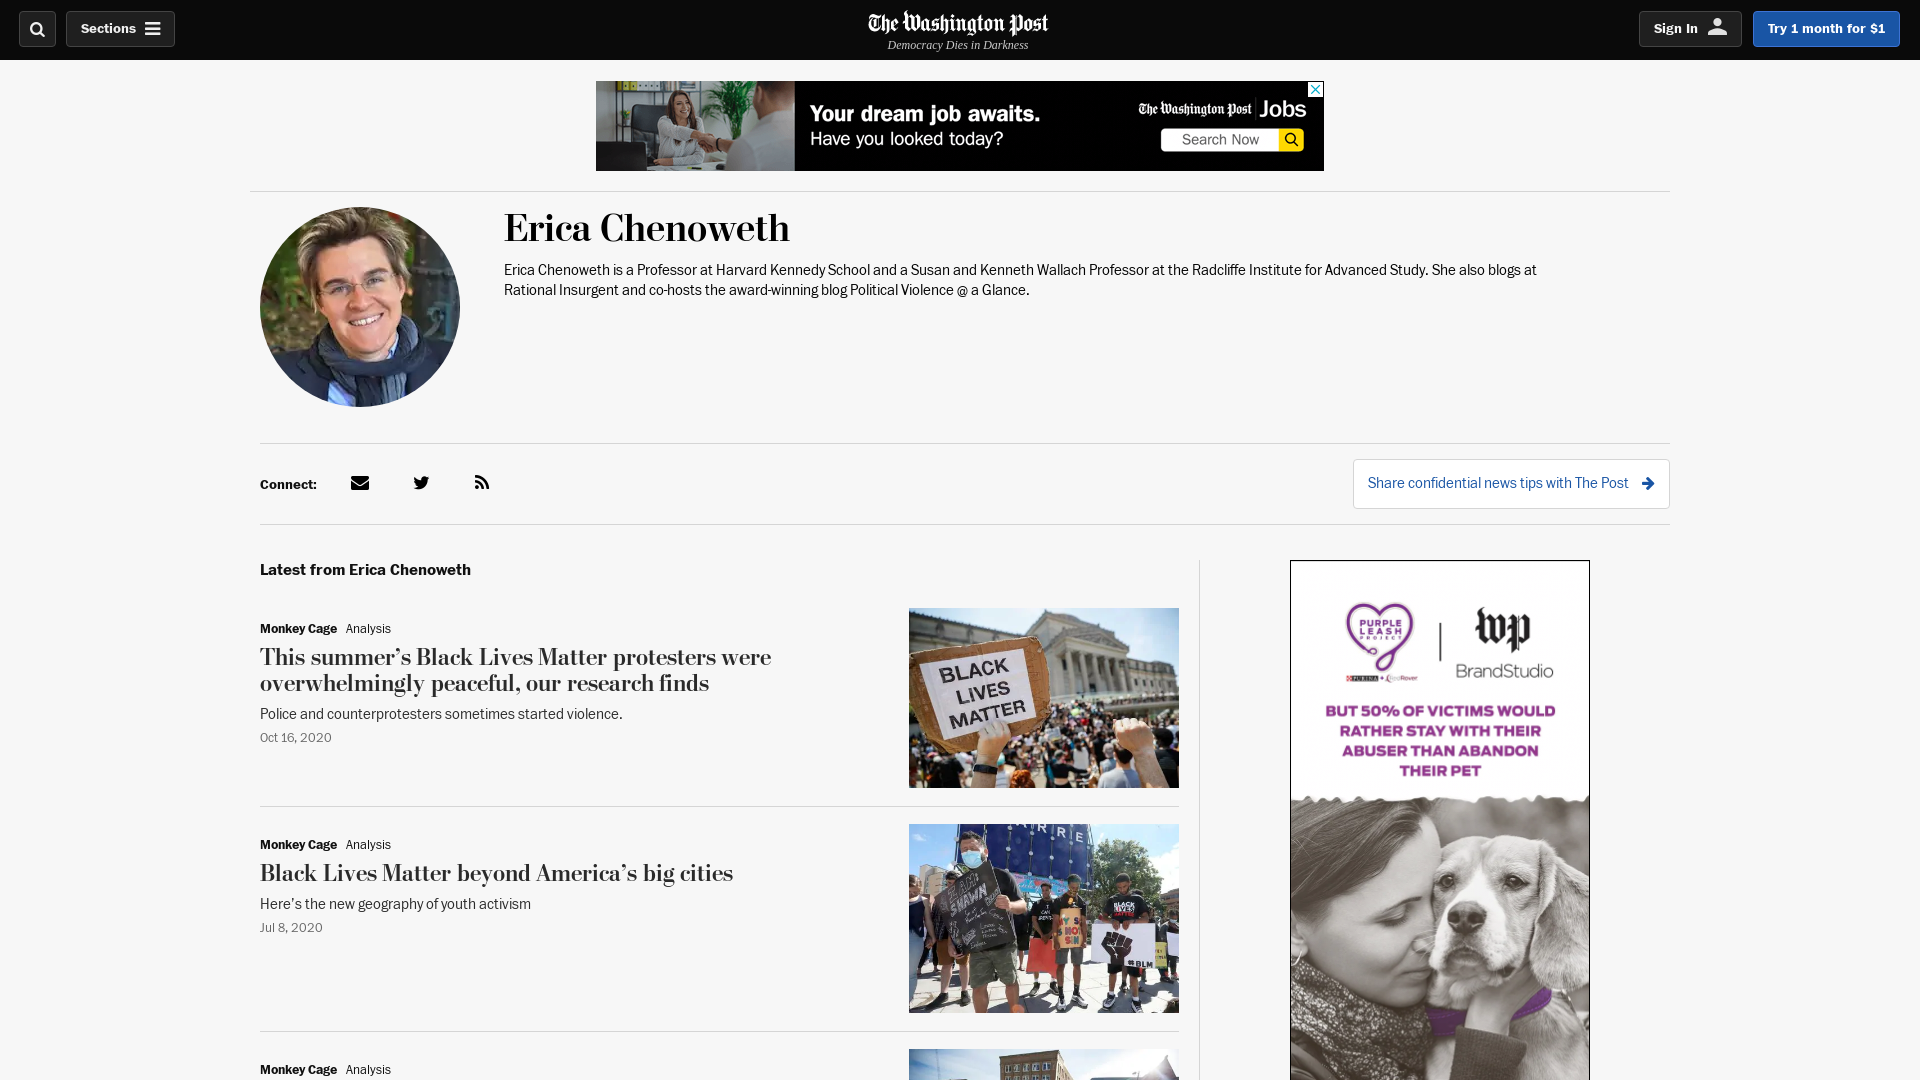 Sections
The Washington Post
Democracy Dies in Darkness
Sign In
Try 1 month for $1
Your dream job awaits.
Have you looked today?
The Washington Post Jobs
Search Now
Erica Chenoweth
Erica Chenoweth is a Professor at Harvard Kennedy School and a Susan and Kenneth Wallach Professor at the Radcliffe Institute for Advanced Study. She also blogs at
Rational Insurgent and co-hosts the award-winning blog Political Violence @ a Glance.
Connect:
Share confidential news tips with The Post
Latest from Erica Chenoweth
Monkey Cage Analysis
This summer’s Black Lives Matter protesters were
overwhelmingly peaceful, our research finds
Police and counterprotesters sometimes started violence.
Oct 16, 2020
BLACK
LIVES
MATTER
Monkey Cage Analysis
Black Lives Matter beyond America’s big cities
Here’s the new geography of youth activism
Jul 8, 2020
#BLM
Monkey Cage Analysis
PURPLE
LEASH
PROJECT
PURINA
wp
BrandStudio
BUT 50% OF VICTIMS WOULD
RATHER STAY WITH THEIR
ABUSER THAN ABANDON
THEIR PET